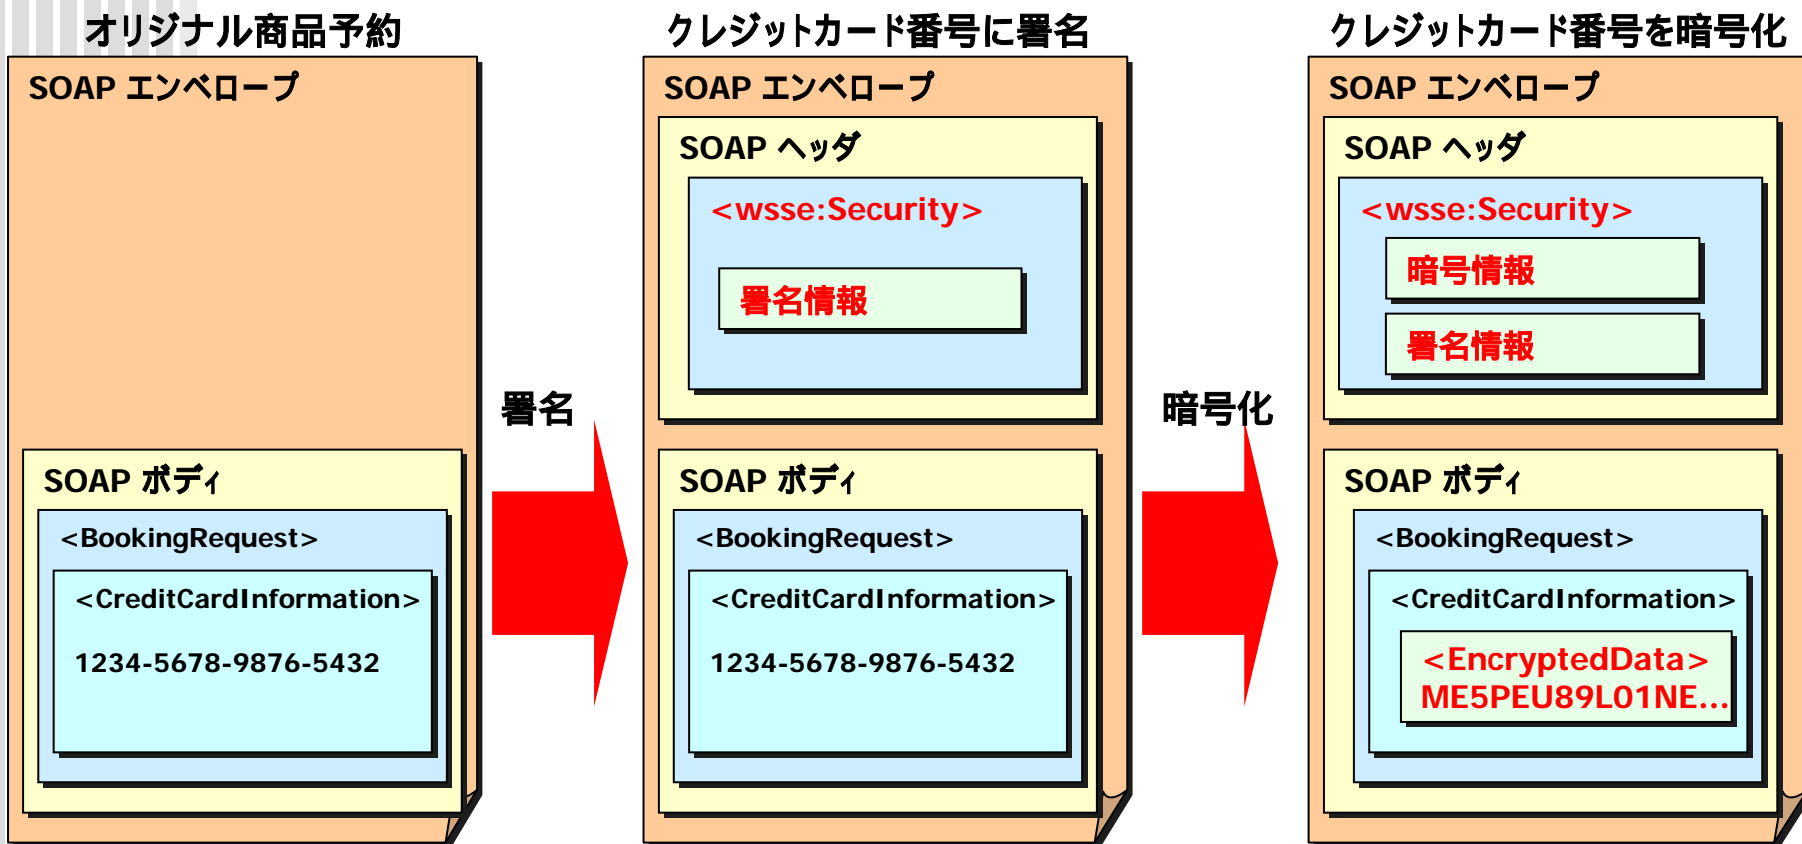 オリジナル商品予約
SOAP エンベロープ
SOAP ボディ
<BookingRequest>
<CreditCardInformation>
1234-5678-9876-5432
署名
クレジットカード番号に署名
SOAP エンベロープ
SOAP ヘッダ
<wsse:Security>
署名情報
SOAP ボディ
<BookingRequest>
<CreditCardInformation>
1234-5678-9876-5432
暗号化
クレジットカード番号を暗号化
SOAP エンベロープ
SOAP ヘッダ
<wsse:Security>
暗号情報
署名情報
SOAP ボディ
<BookingRequest>
<CreditCardInformation>
<EncryptedData>
ME5PEU89L01NE...